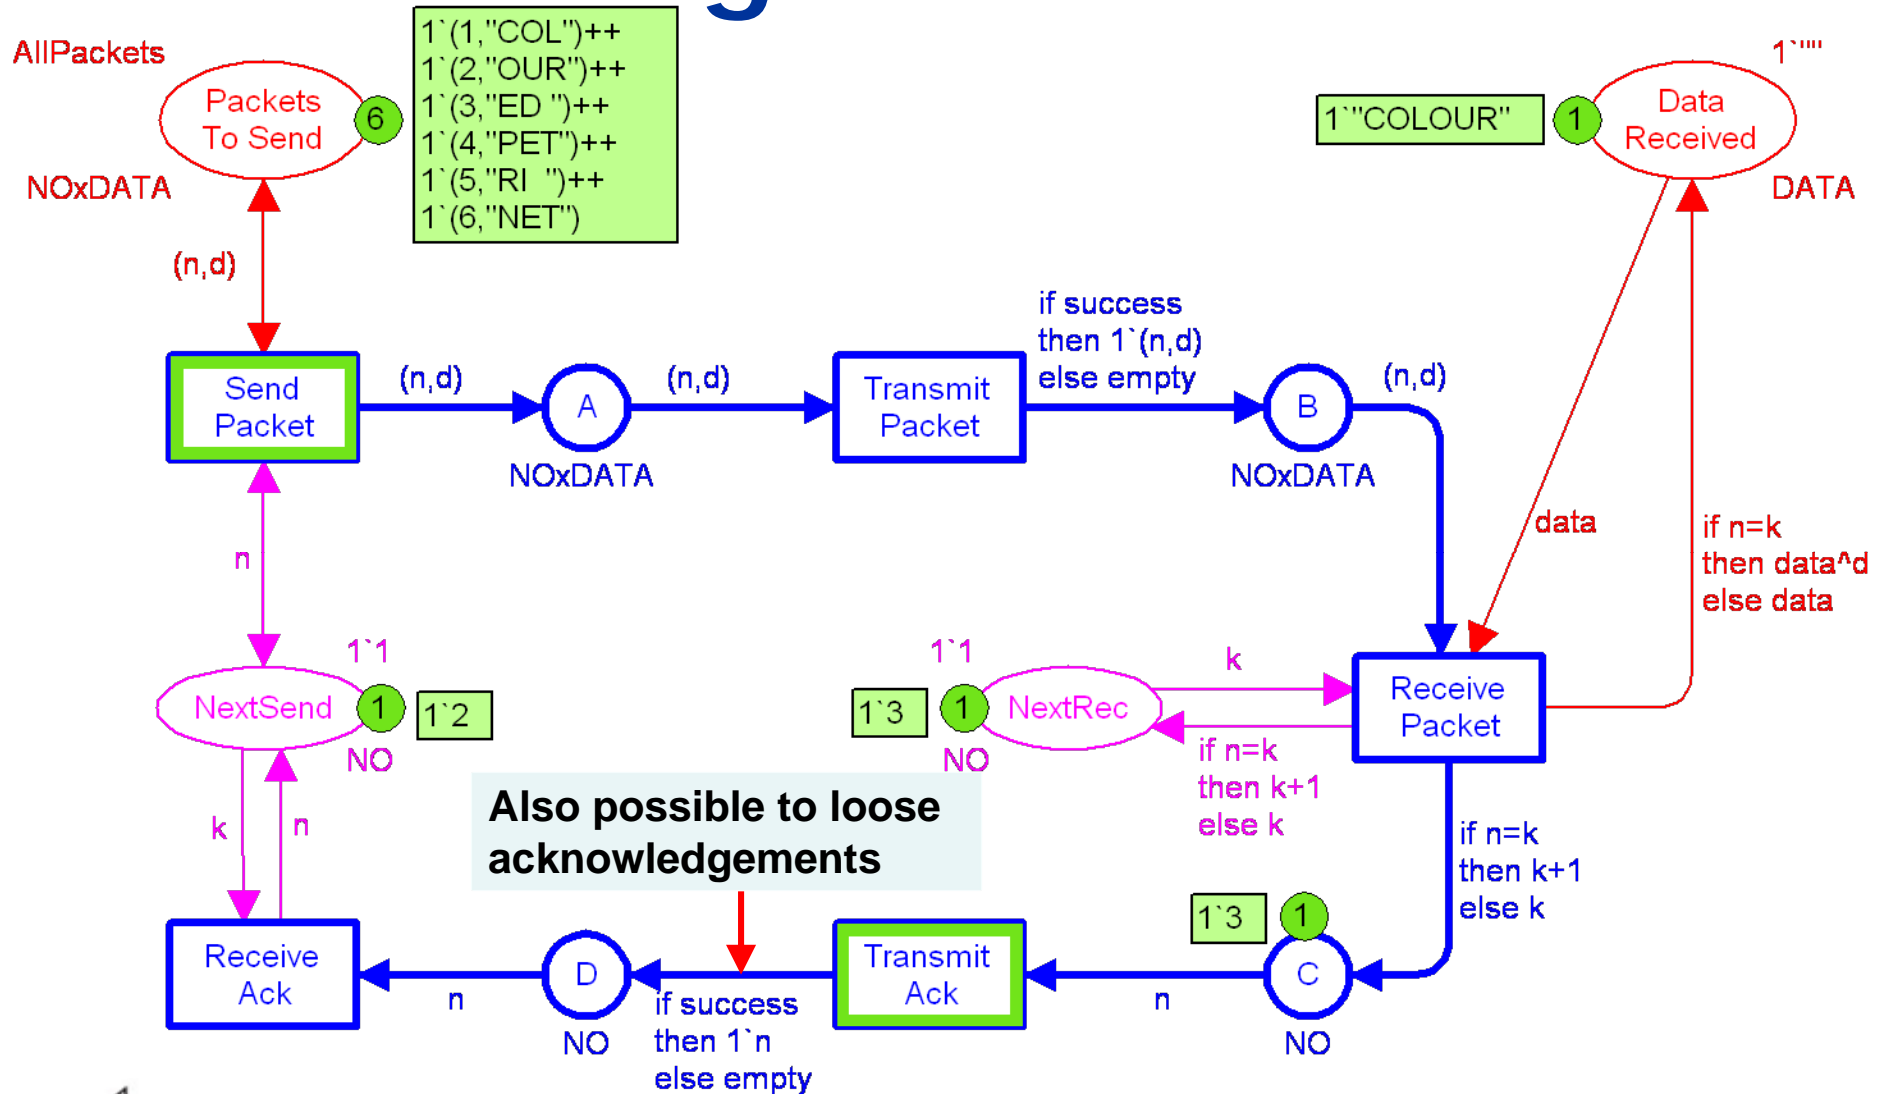 g
AllPackets
Packets
To Send
6
1`(1,"COL")++
1`(2,"OUR")++
1`(3,"ED ")++
1`(4,"PET")++
1`(5,"RI  ")++
1`(6,"NET")
NOxDATA
1`""
1`"COLOUR"
1
Data
Received
DATA
(n,d)
Send
Packet
(n,d)
A
NOxDATA
(n,d)
Transmit
Packet
if success
then 1`(n,d)
else empty
B
NOxDATA
(n,d)
data
if n=k
then data^d
else data
n
1`1
NextSend
1
1`2
NO
1`1
1`3
1
NextRec
NO
k
if n=k
then k+1
else k
Receive
Packet
Also possible to loose
acknowledgements
k
n
if n=k
then k+1
else k
Receive
Ack
n
D
NO
if success
then 1`n
else empty
Transmit
Ack
n
1`3
1
C
NO